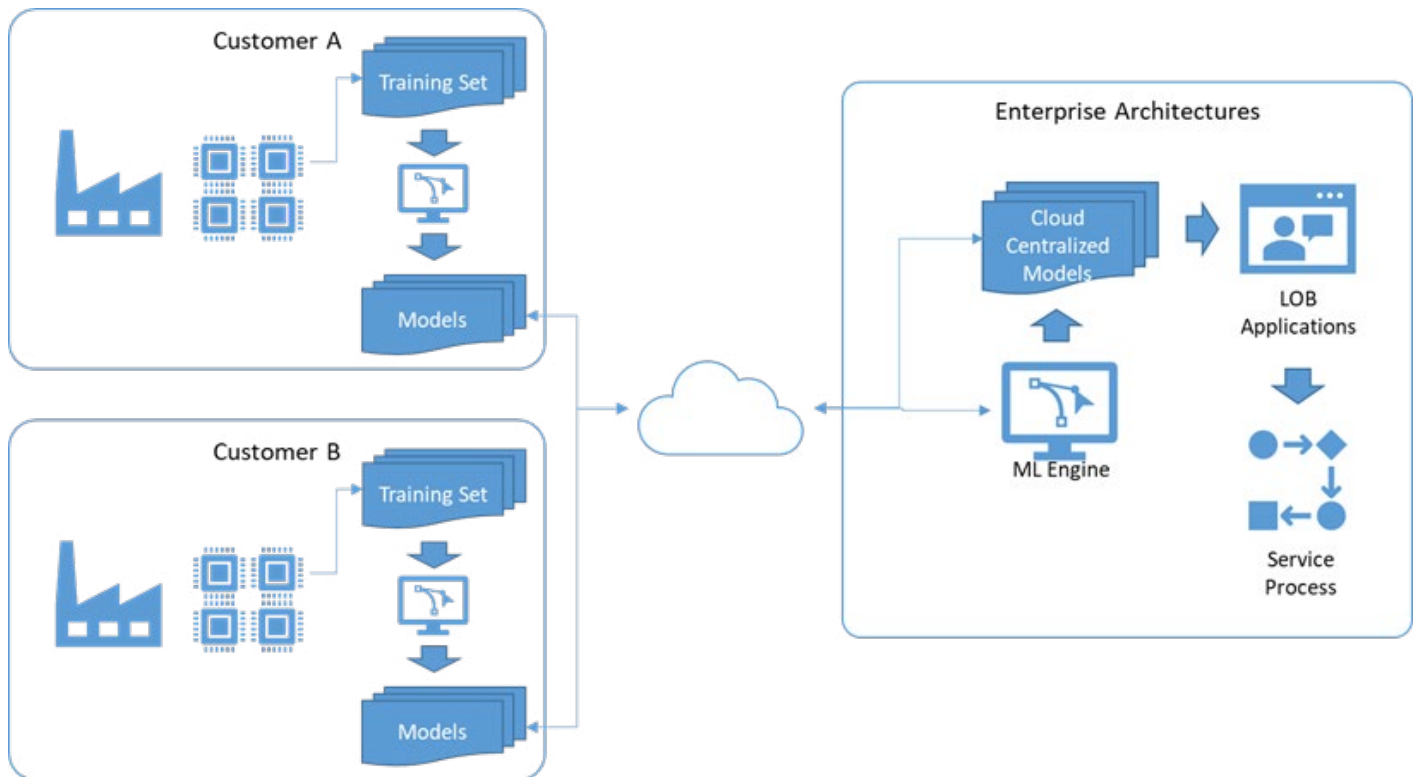 Customer A
Training Set
Models
Customer B
Training Set
Models
Enterprise Architectures
Cloud
Centralized
Models
LOB
Applications
ML Engine
Service
Process